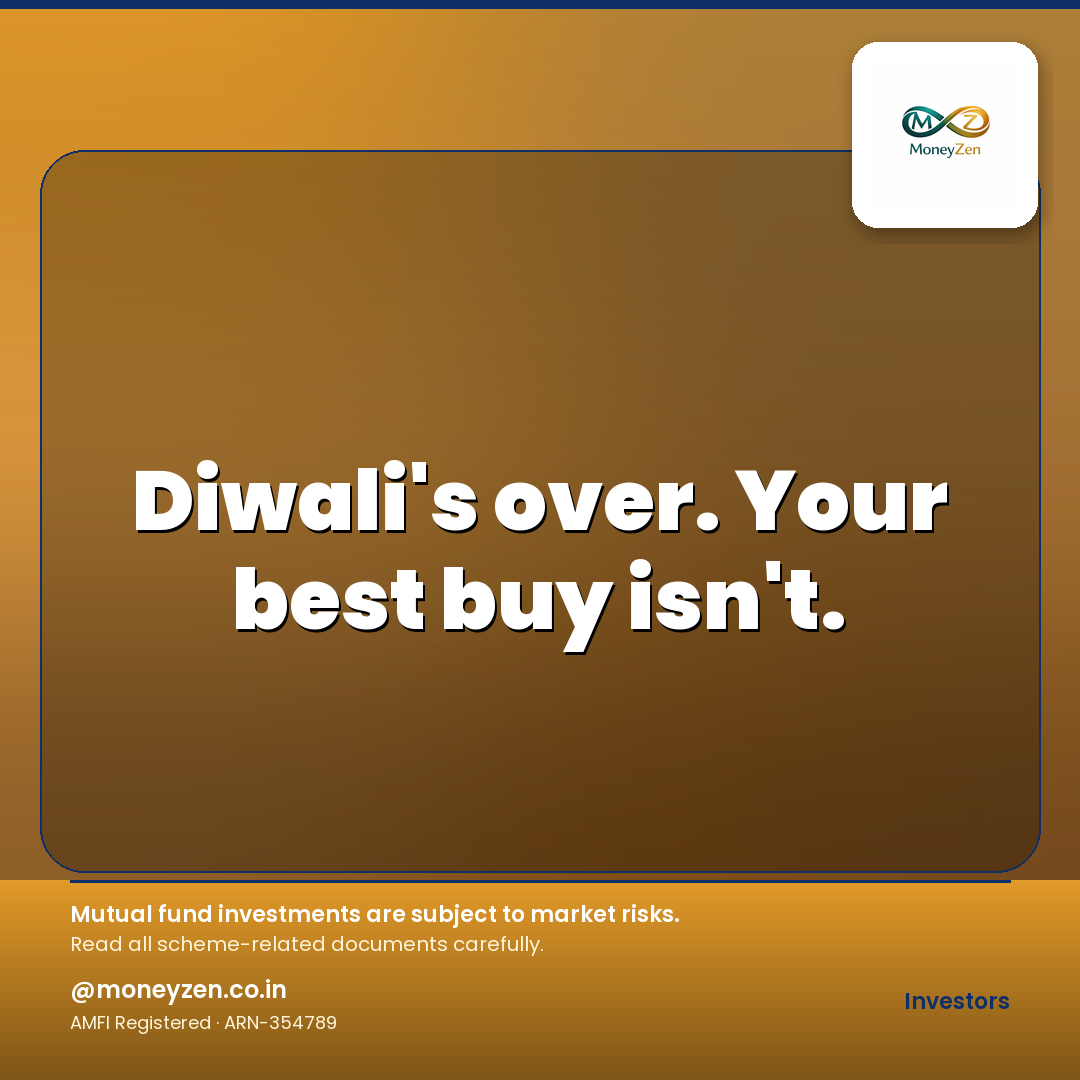 M Z
MoneyZen
Diwali's over. Your
best buy isn't.
Mutual fund investments are subject to market risks.
Read all scheme-related documents carefully.
@moneyzen.co.in
AMFI Registered · ARN-354789
Investors